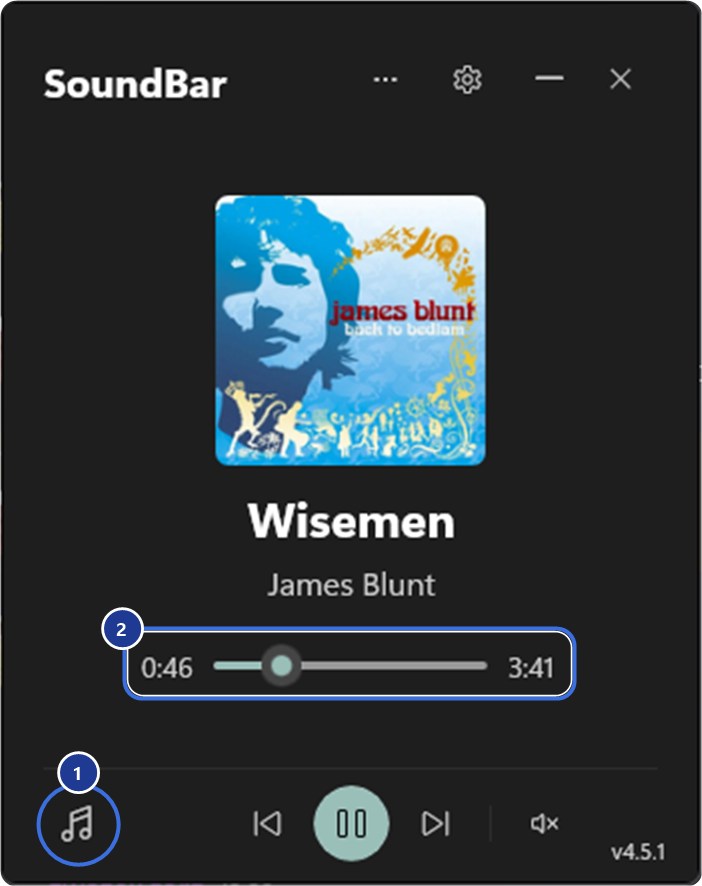 SoundBar
james blunt
back to bedlam
Wisemen
James Blunt
2
0:46 3:41
1
v4.5.1